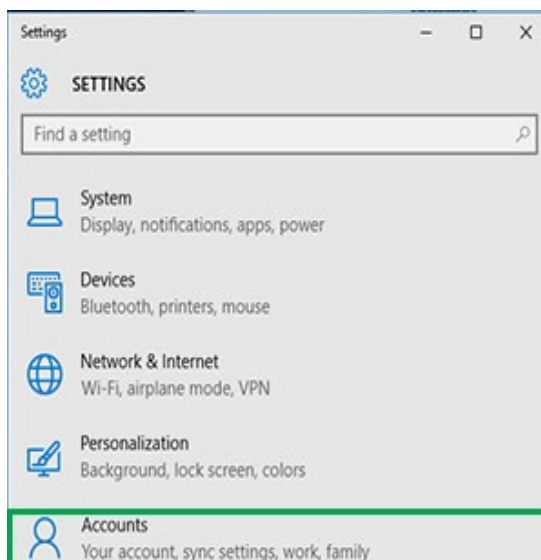 Settings
SETTINGS
Find a setting
System
Display, notifications, apps, power
Devices
Bluetooth, printers, mouse
Network & Internet
Wi-Fi, airplane mode, VPN
Personalization
Background, lock screen, colors
Accounts
Your account, sync settings, work, family